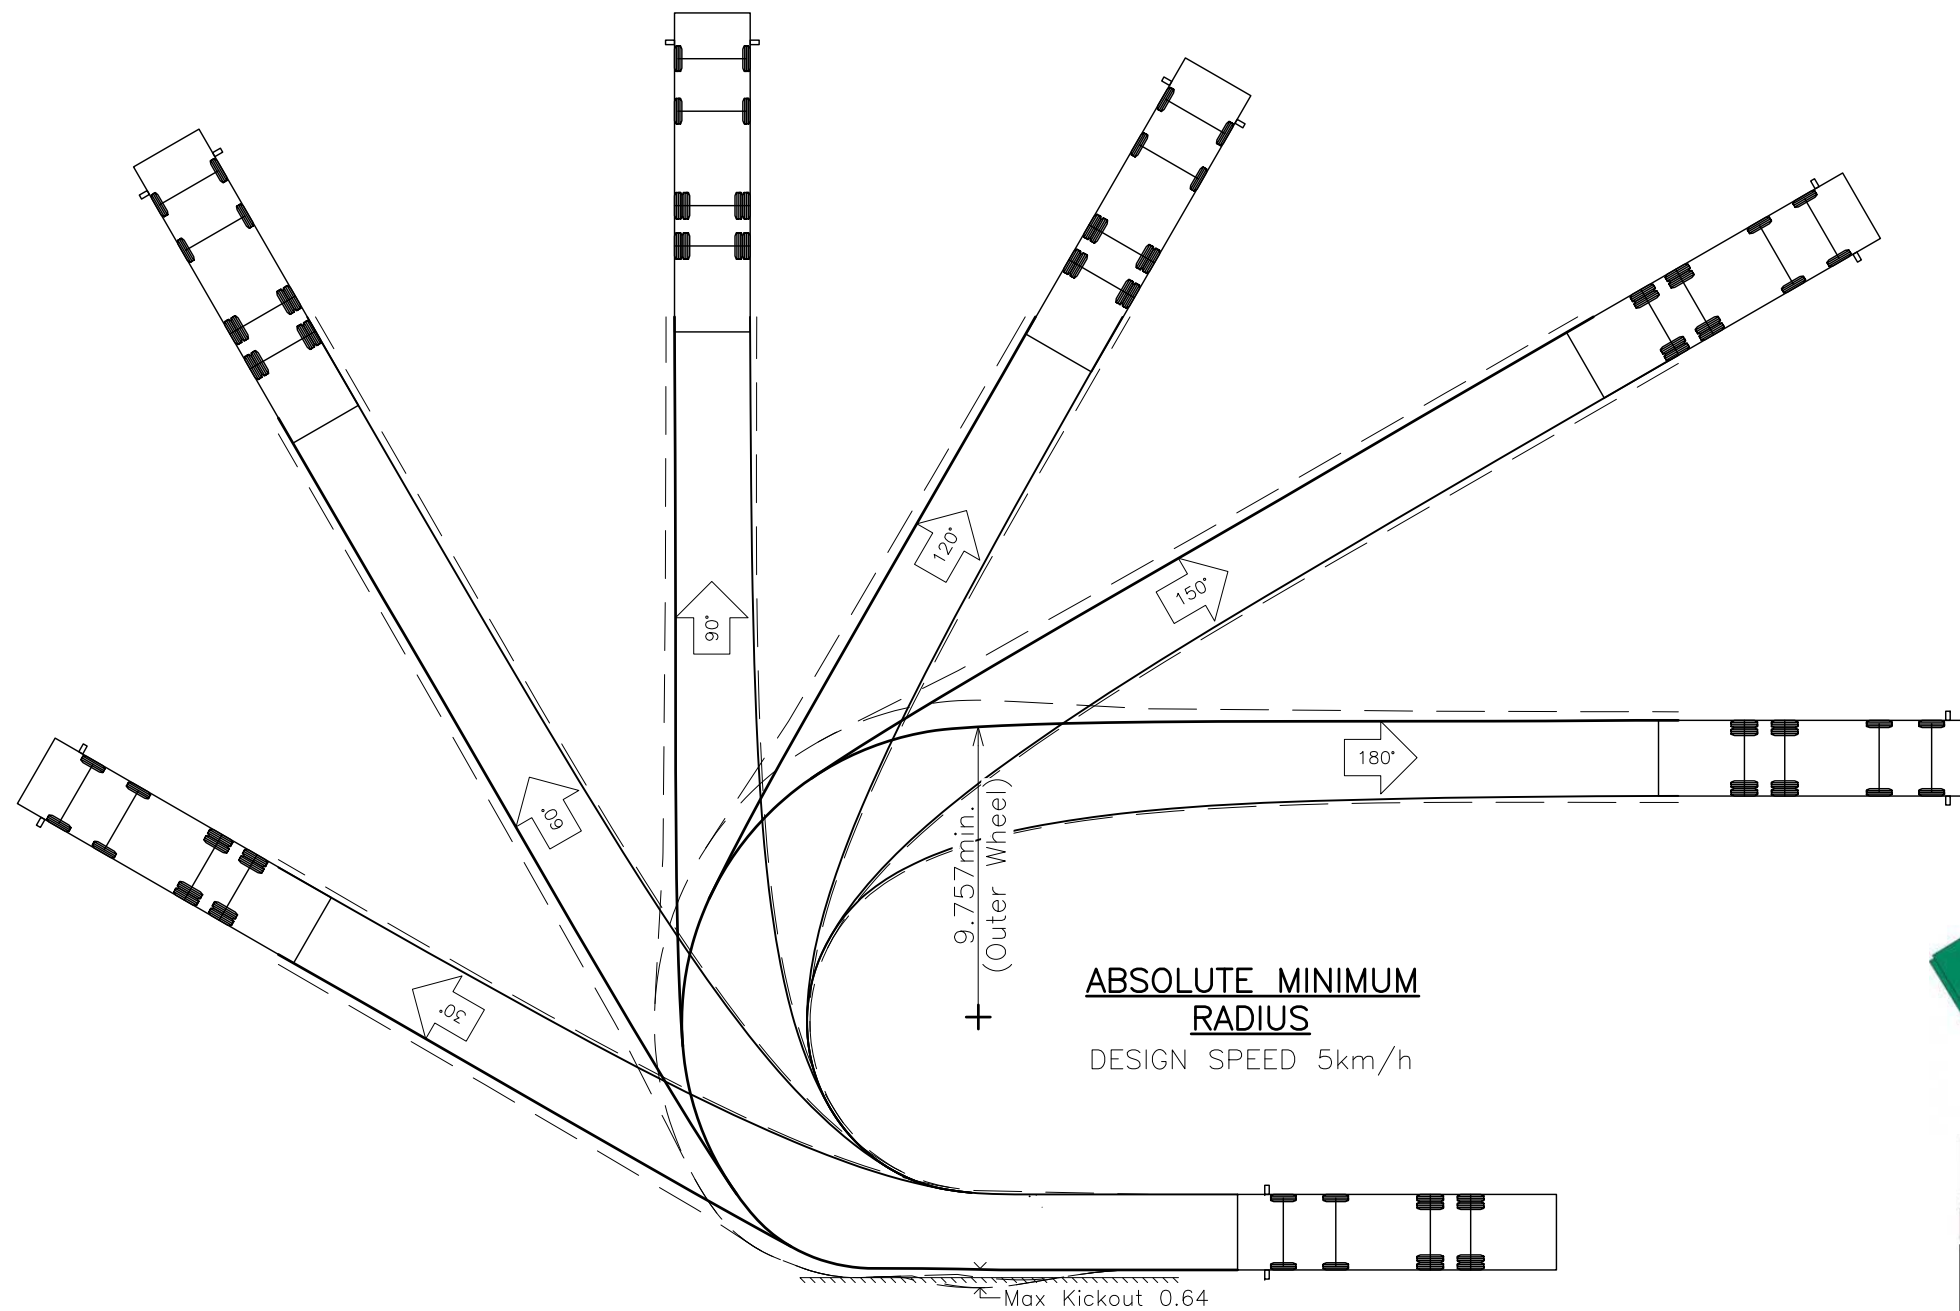 120°
150°
90°
180°
60°
30°
9.757min.
(Outer Wheel)
ABSOLUTE MINIMUM
RADIUS
DESIGN SPEED 5km/h
Max Kickout 0.64